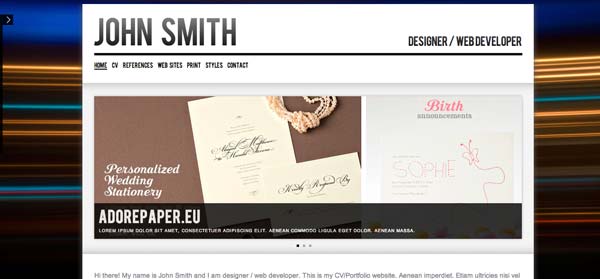 JOHN SMITH
DESIGNER / WEB DEVELOPER
HOME CV REFERENCES WEB SITES PRINT STYLES CONTACT
Personalized
Wedding
Stationery
Birth
announcements
SOPHIE
ADOREPAPER.EU
LOREM IPSUM DOLOR SIT AMET, CONSECTETUER ADIPISCING ELIT. AENEAN COMMODO LIGULA EGET DOLOR. AENEAN MASSA.
Hi there! My name is John Smith and I am designer / web developer. This is my CV/Portfolio website. Aenean imperdiet. Etiam ultricies nisi vel